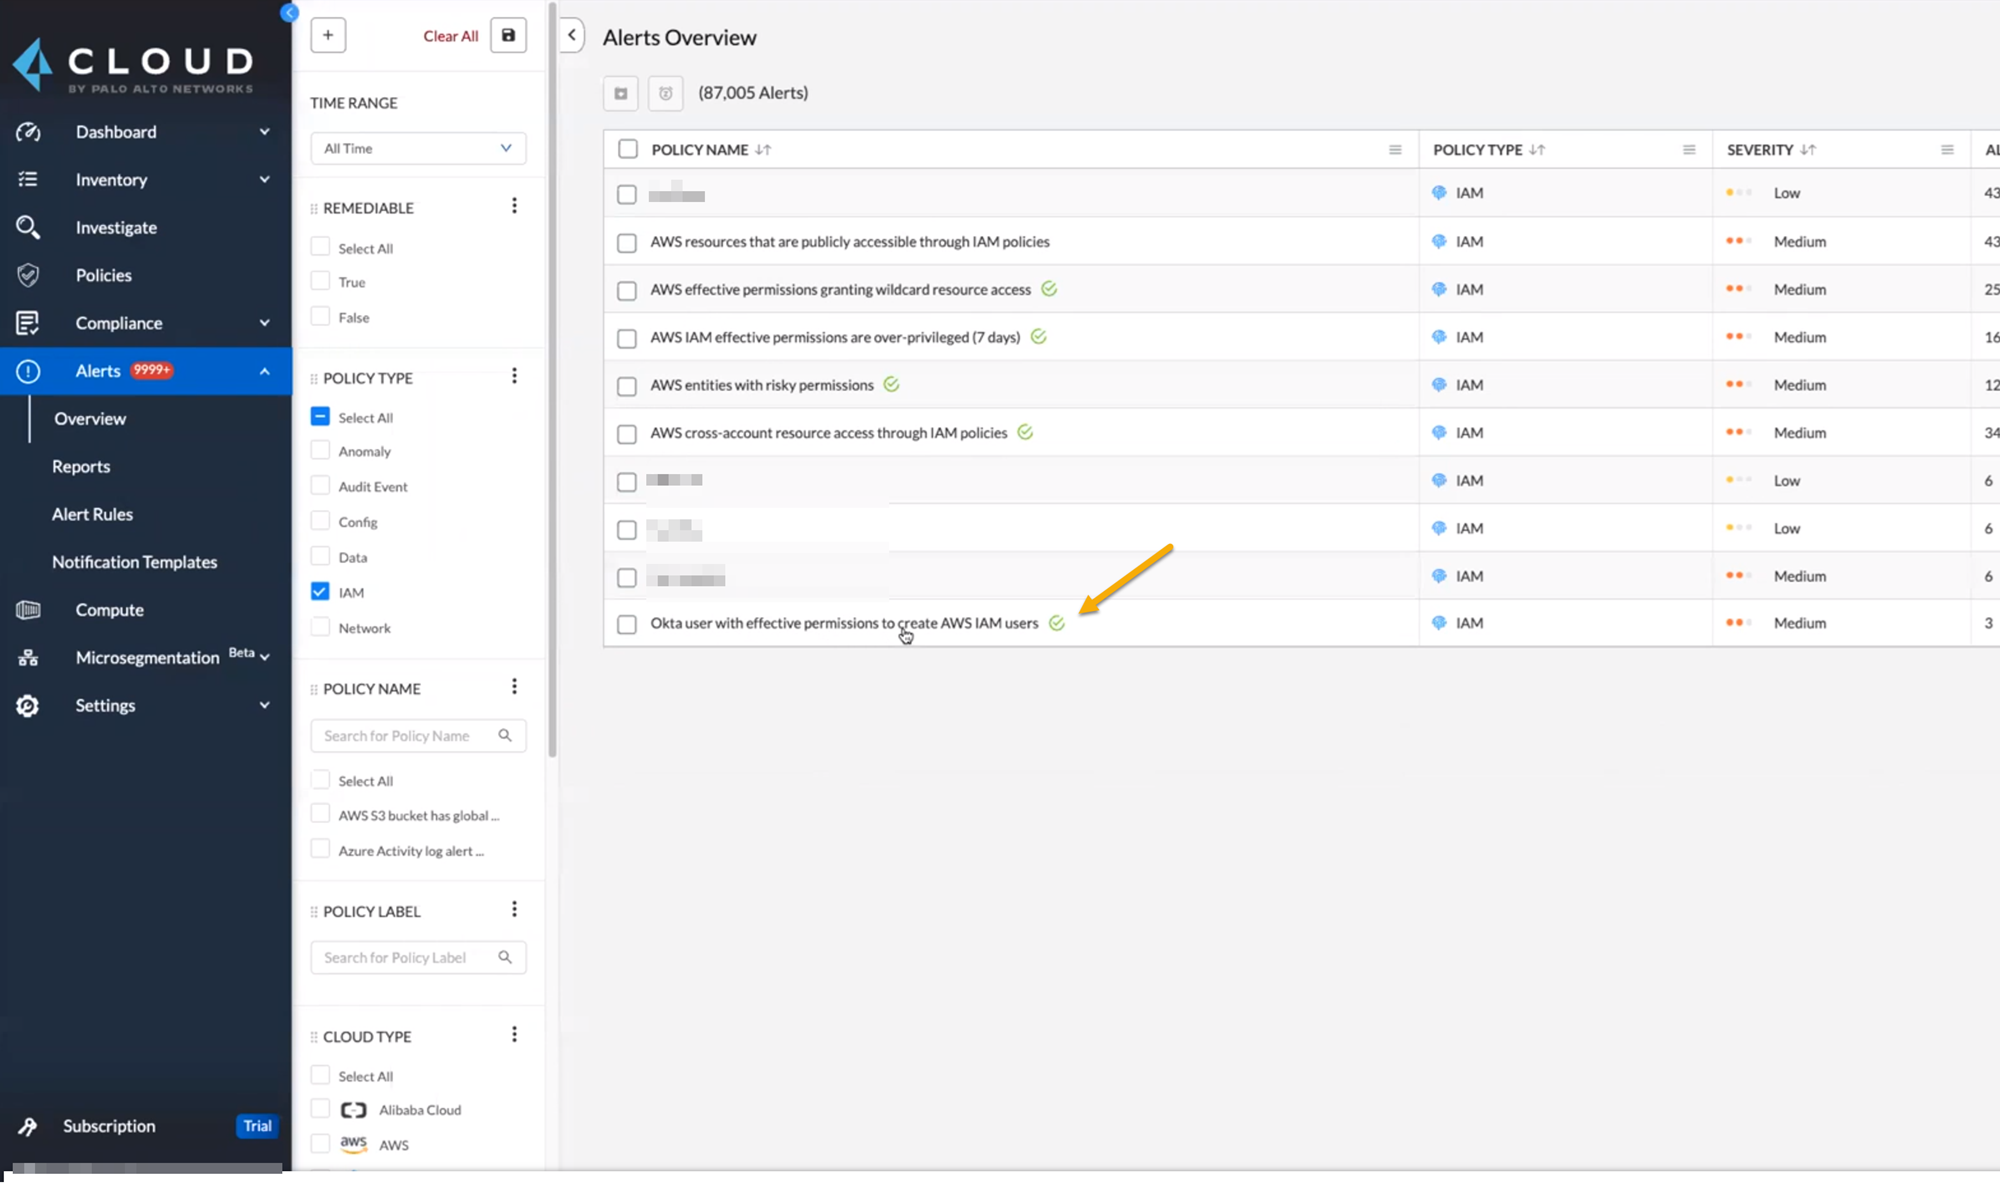 CLOUD
BY PALO ALTO NETWORKS
Dashboard
Inventory
Investigate
Policies
Compliance
Alerts 9999+
Overview
Reports
Alert Rules
Notification Templates
Compute
Microsegmentation Beta
Settings
Subscription Trial
+ Clear All
TIME RANGE
All Time
REMEDIABLE
Select All
True
False
POLICY TYPE
Select All
Anomaly
Audit Event
Config
Data
IAM
Network
POLICY NAME
Search for Policy Name
Select All
AWS S3 bucket has global ...
Azure Activity log alert ...
POLICY LABEL
Search for Policy Label
CLOUD TYPE
Select All
Alibaba Cloud
aws AWS
Alerts Overview
(87,005 Alerts)
POLICY NAME POLICY TYPE SEVERITY AL
IAM Low 43
AWS resources that are publicly accessible through IAM policies IAM Medium 43
AWS effective permissions granting wildcard resource access IAM Medium 25
AWS IAM effective permissions are over-privileged (7 days) IAM Medium 16
AWS entities with risky permissions IAM Medium 12
AWS cross-account resource access through IAM policies IAM Medium 34
IAM Low 6
IAM Low 6
IAM Medium 6
Okta user with effective permissions to create AWS IAM users IAM Medium 3